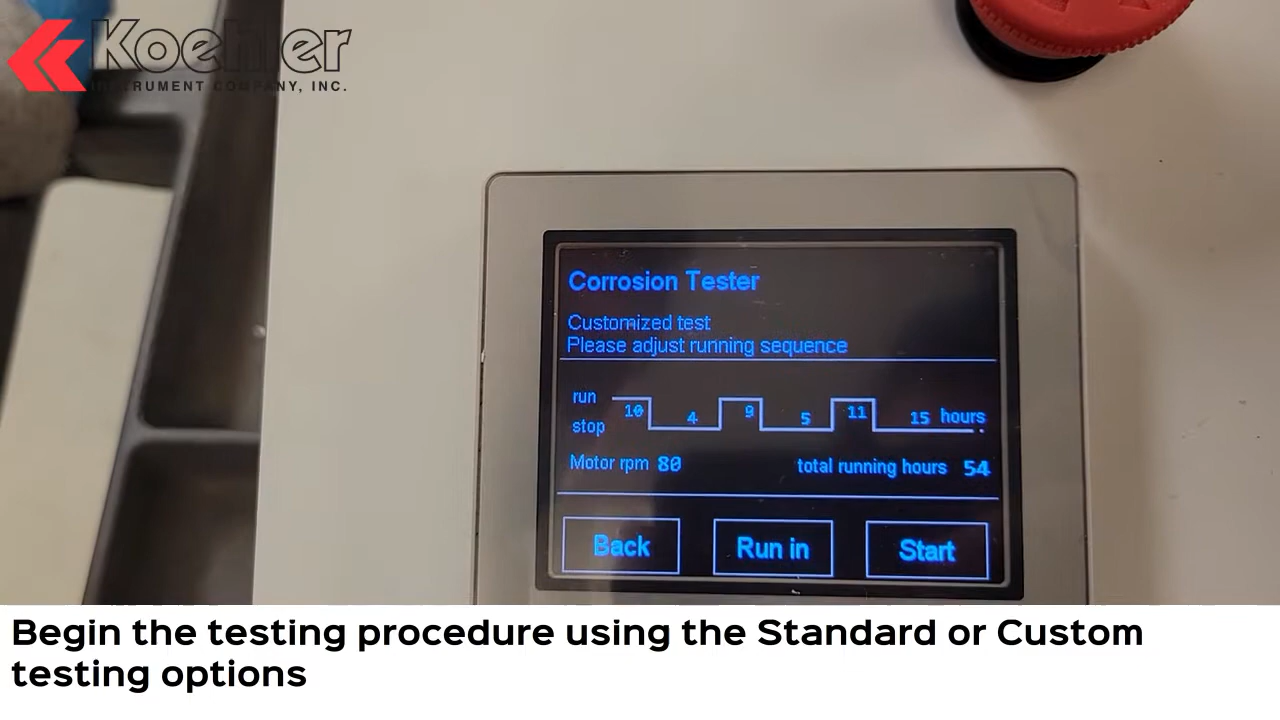 Koehler
INSTRUMENT COMPANY, INC.
Corrosion Tester
Customized test
Please adjust running sequence
run
10 4 9 5 11 15 hours
stop
Motor rpm 80 total running hours 54
Back Run in Start
Begin the testing procedure using the Standard or Custom
testing options